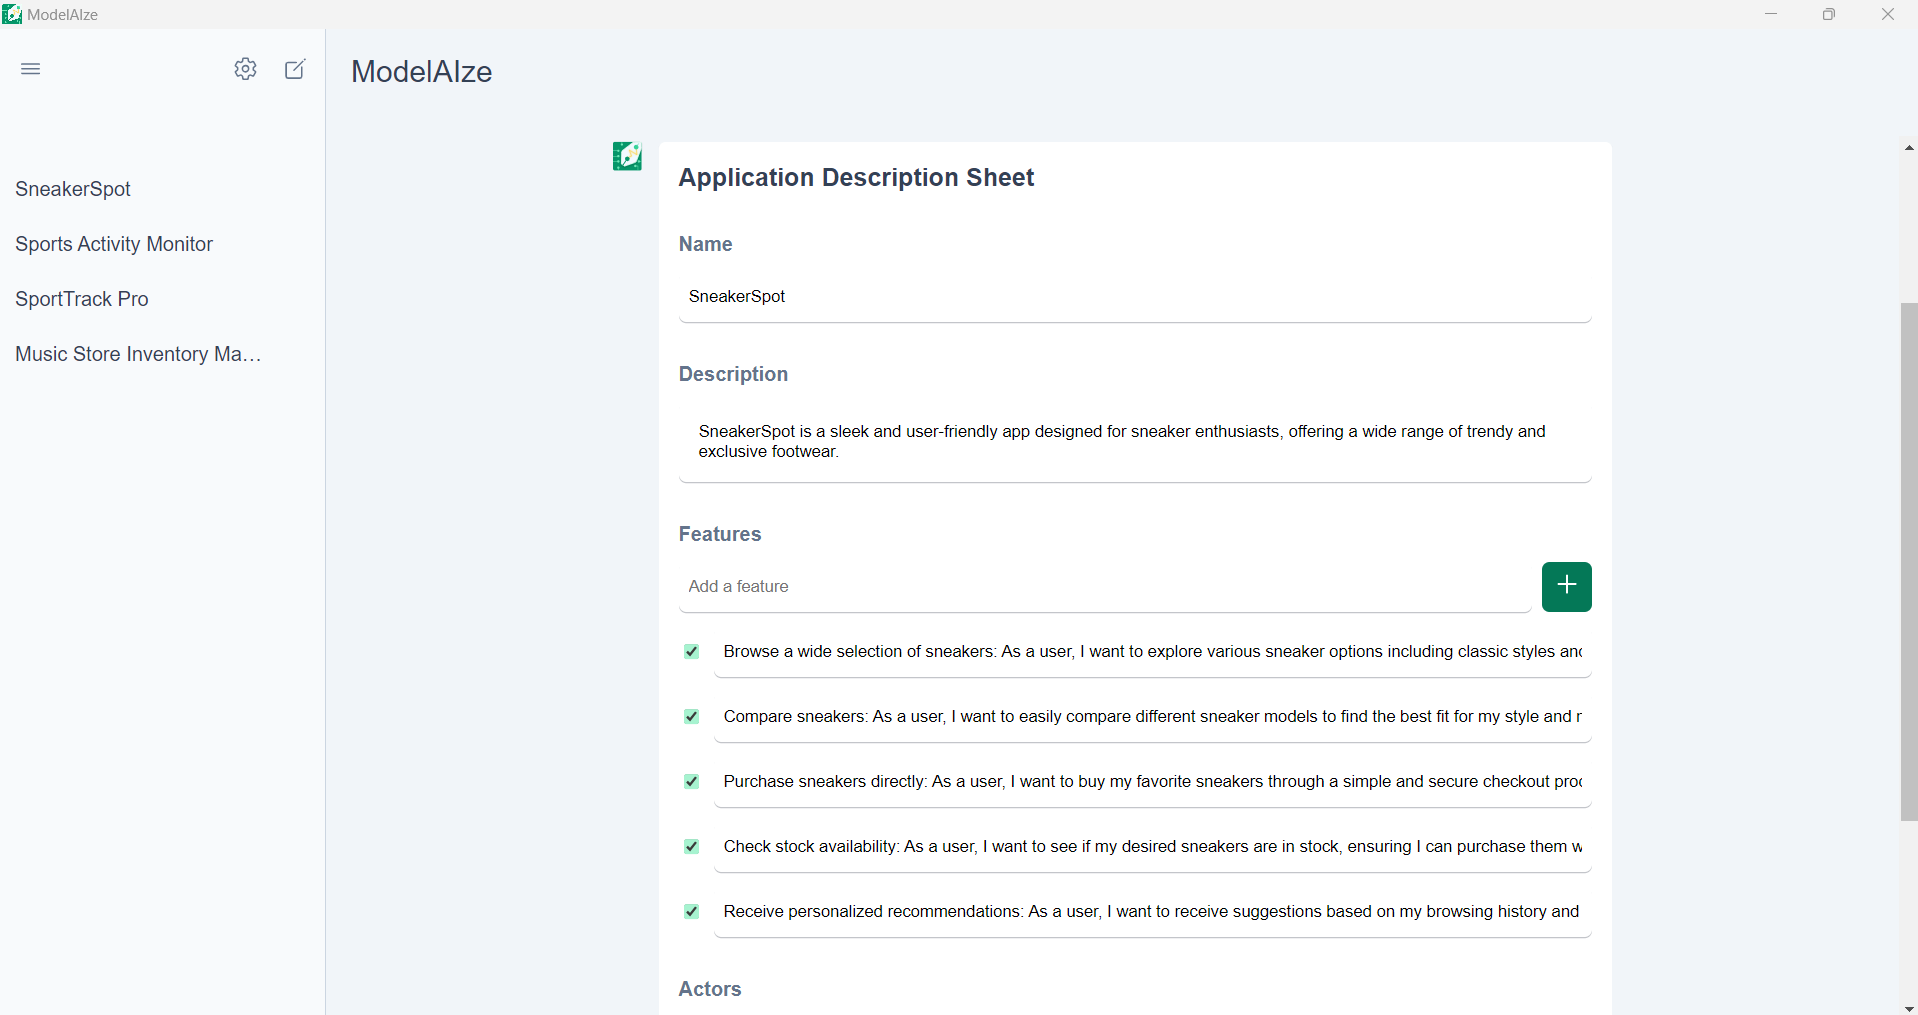 ModelAIze
ModelAIze
SneakerSpot
Sports Activity Monitor
SportTrack Pro
Music Store Inventory Ma...
Application Description Sheet
Name
SneakerSpot
Description
SneakerSpot is a sleek and user-friendly app designed for sneaker enthusiasts, offering a wide range of trendy and
exclusive footwear.
Features
Add a feature
Browse a wide selection of sneakers: As a user, I want to explore various sneaker options including classic styles and
Compare sneakers: As a user, I want to easily compare different sneaker models to find the best fit for my style and
Purchase sneakers directly: As a user, I want to buy my favorite sneakers through a simple and secure checkout
Check stock availability: As a user, I want to see if my desired sneakers are in stock, ensuring I can purchase them
Receive personalized recommendations: As a user, I want to receive suggestions based on my browsing history and
Actors